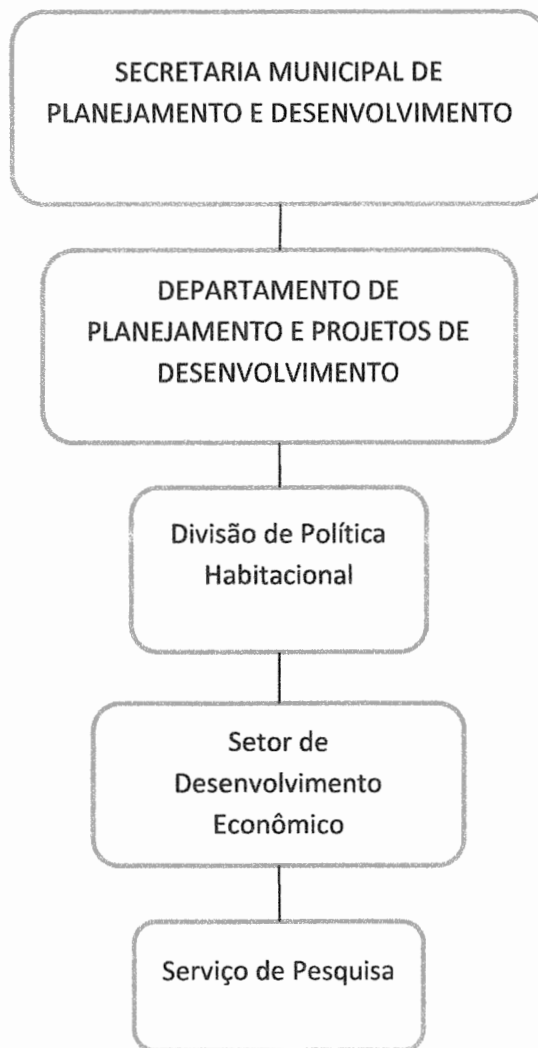 SECRETARIA MUNICIPAL DE
PLANEJAMENTO E DESENVOLVIMENTO
DEPARTAMENTO DE
PLANEJAMENTO E PROJETOS DE
DESENVOLVIMENTO
Divisão de Política
Habitacional
Setor de
Desenvolvimento
Econômico
Serviço de Pesquisa